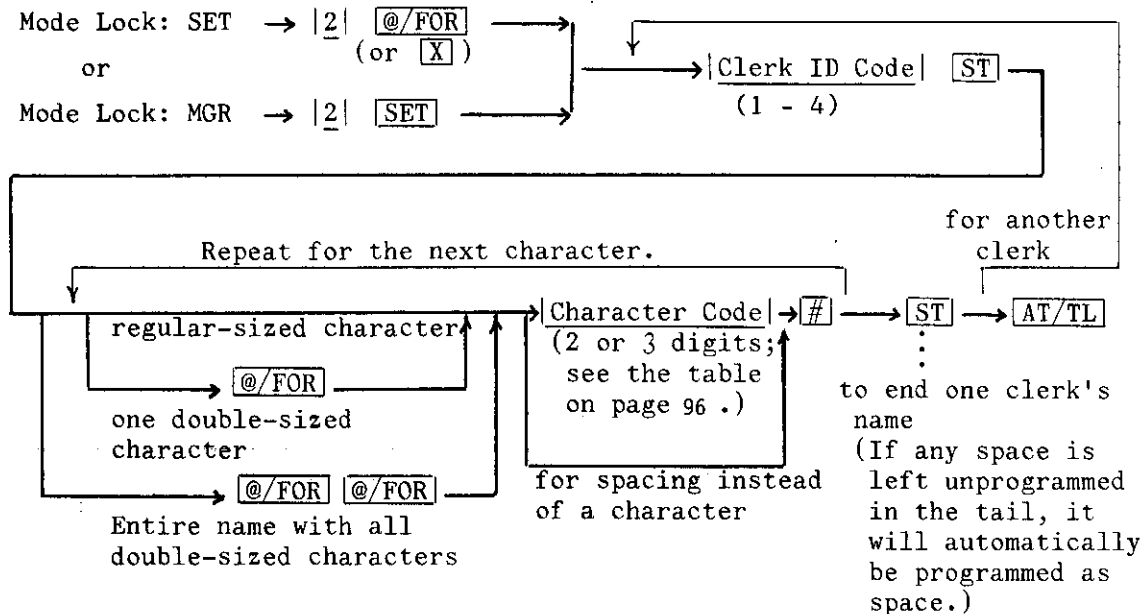 Mode Lock: SET → |2| @/FOR
(or X)
or
Mode Lock: MGR → |2| SET
|Clerk ID Code| ST
(1 - 4)
for another
clerk
Repeat for the next character.
regular-sized character
@/FOR
one double-sized
character
@/FOR @/FOR
Entire name with all
double-sized characters
|Character Code| → # → ST → AT/TL
(2 or 3 digits;
see the table
on page 96 .)
for spacing instead
of a character
to end one clerk's
name
(If any space is
left unprogrammed
in the tail, it
will automatically
be programmed as
space.)